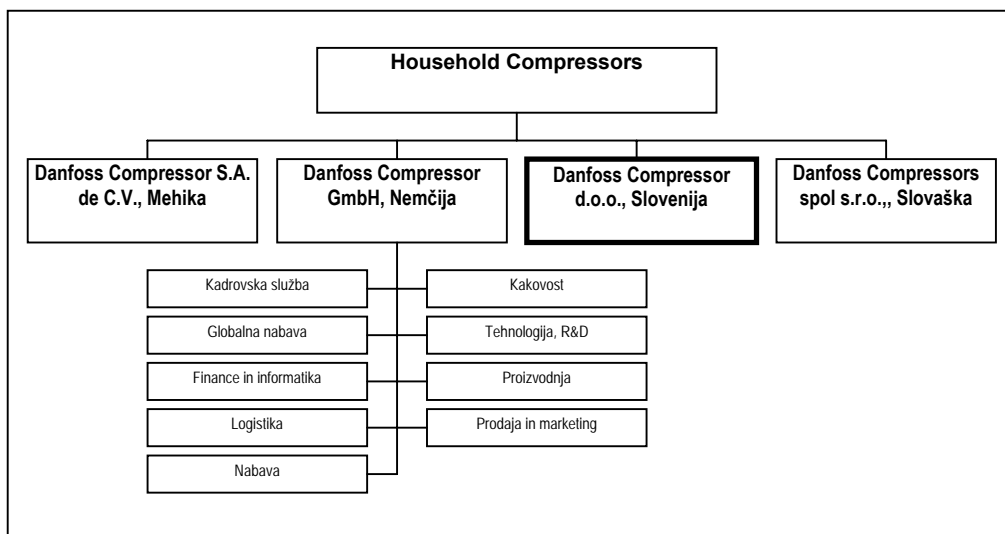 Household Compressors
Danfoss Compressor S.A.
de C.V., Mehika
Danfoss Compressor
GmbH, Nemčija
Danfoss Compressor
d.o.o., Slovenija
Danfoss Compressors
spol s.r.o.,, Slovaška
Kadrovska služba
Kakovost
Globalna nabava
Tehnologija, R&D
Finance in informatika
Proizvodnja
Logistika
Prodaja in marketing
Nabava